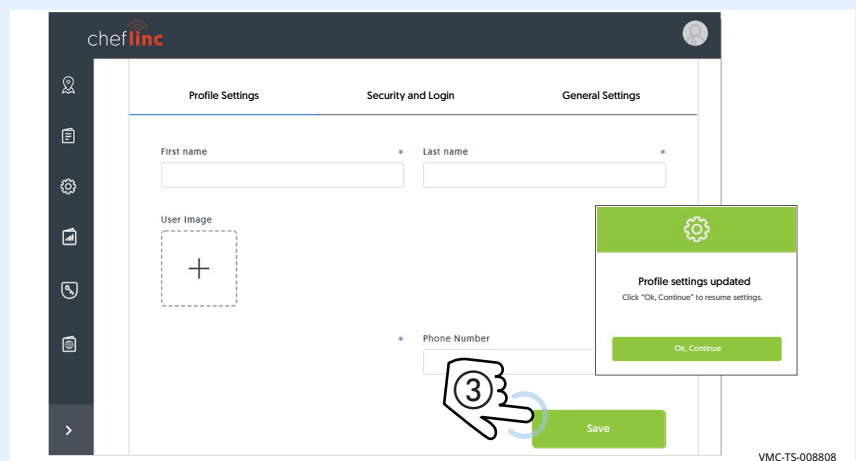 cheflinc
Profile Settings Security and Login General Settings
First name * Last name *
User Image
+
Profile settings updated
Click "Ok, Continue" to resume settings.
Ok, Continue
* Phone Number
3
Save
VMC-TS-008808